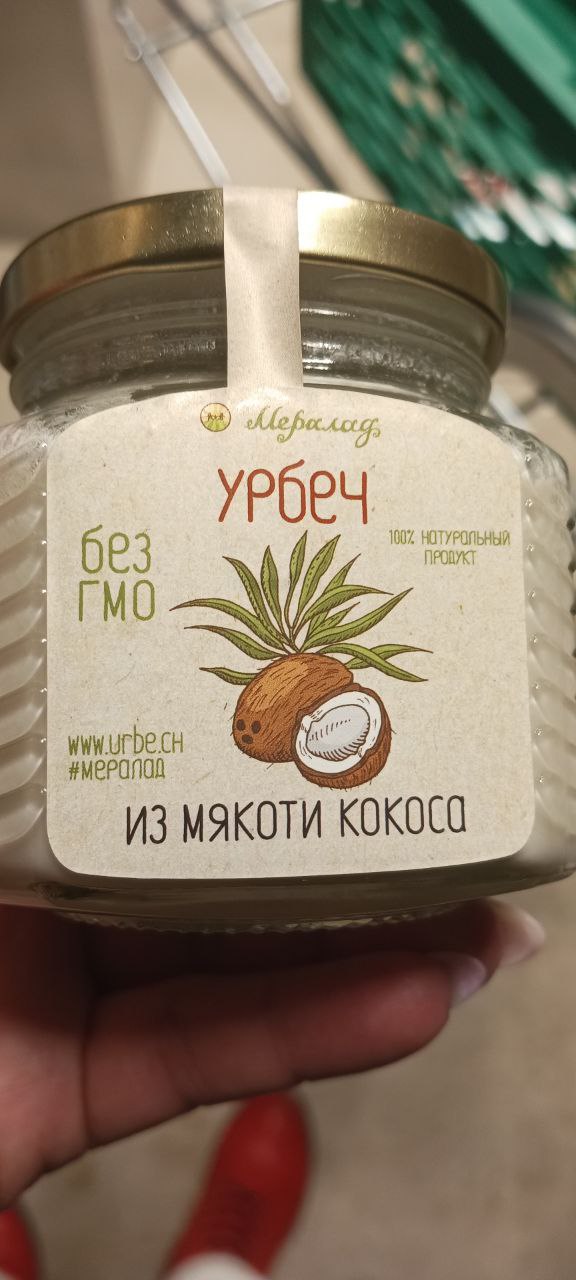 Мералад
урбеч
без
ГМО
100% натуральный
продукт
www.urbe.ch
#мералад
из мякоти кокоса